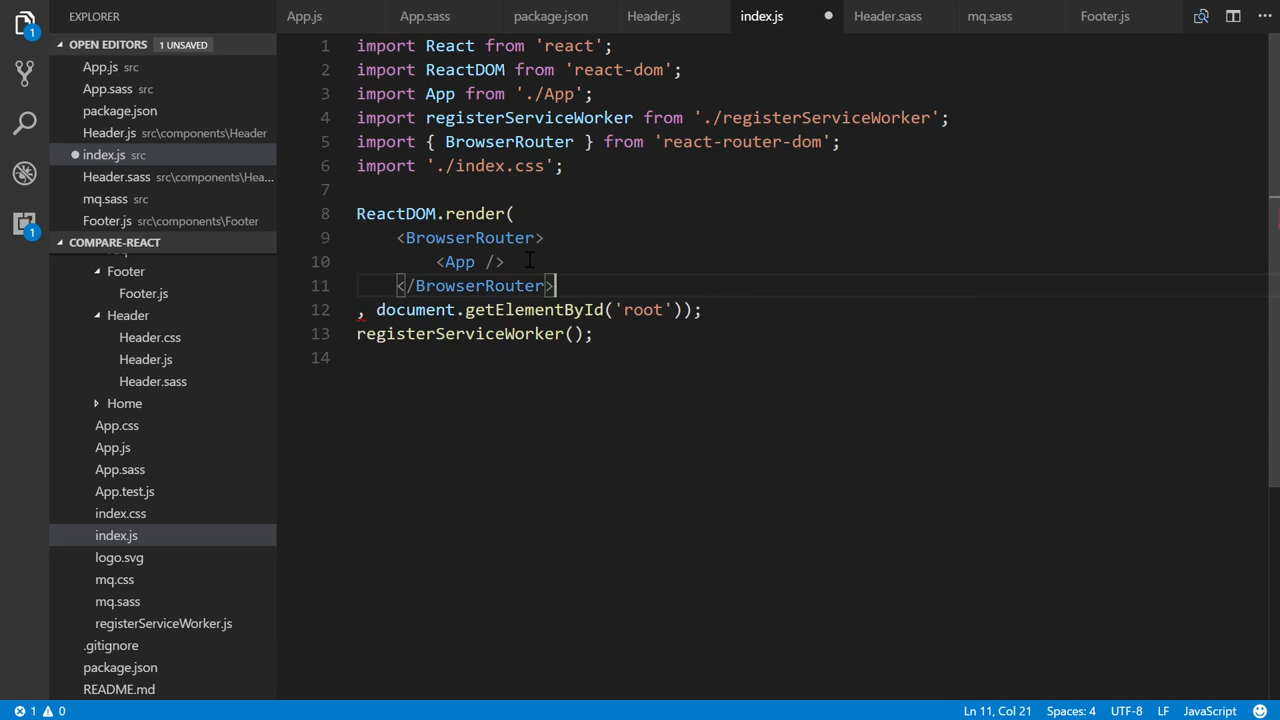 EXPLORER
App.js
App.sass
package.json
Header.js
index.js
Header.sass
mq.sass
Footer.js
OPEN EDITORS 1 UNSAVED
App.js src
App.sass src
package.json
Header.js src\components\Header
index.js src
Header.sass src\components\Hea...
mq.sass src
Footer.js src\components\Footer
COMPARE-REACT
Footer
Footer.js
Header
Header.css
Header.js
Header.sass
Home
App.css
App.js
App.sass
App.test.js
index.css
index.js
logo.svg
mq.css
mq.sass
registerServiceWorker.js
.gitignore
package.json
README.md
1
1
1 import React from 'react';
2 import ReactDOM from 'react-dom';
3 import App from './App';
4 import registerServiceWorker from './registerServiceWorker';
5 import { BrowserRouter } from 'react-router-dom';
6 import './index.css';
7
8 ReactDOM.render(
9 <BrowserRouter>
10 <App />
11 </BrowserRouter>
12 , document.getElementById('root'));
13 registerServiceWorker();
14
1 0
Ln 11, Col 21
Spaces: 4
UTF-8
LF
JavaScript